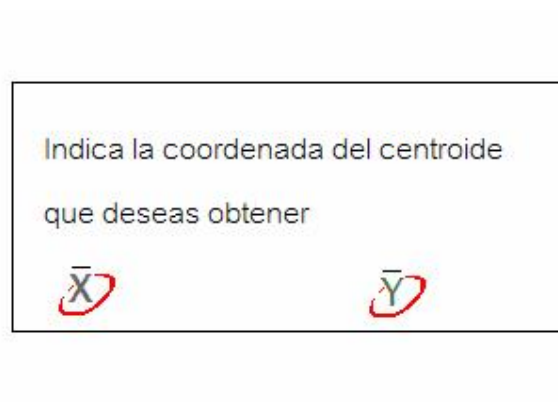 Indica la coordenada del centroide
que deseas obtener
X̅ Y̅